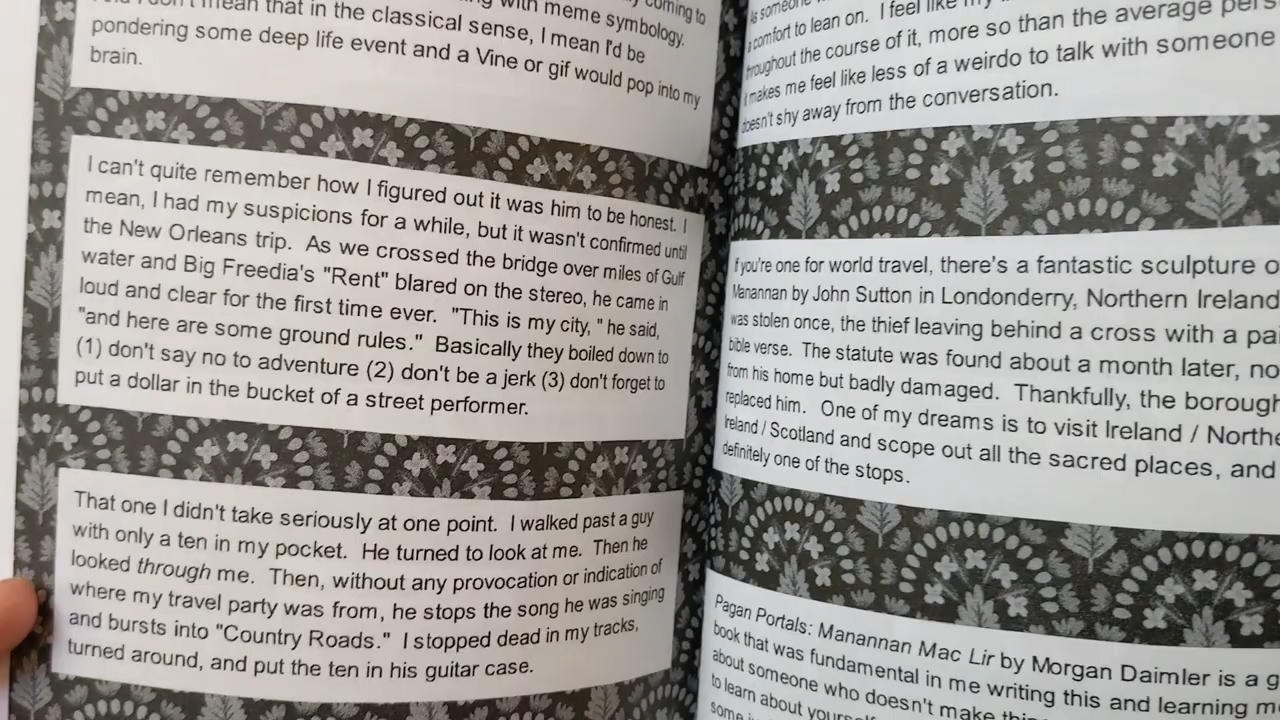 with meme symbology.
mean that in the classical sense, I mean I'd be
pondering some deep life event and a Vine or gif would pop into my
brain.
I can't quite remember how I figured out it was him to be honest. I
mean, I had my suspicions for a while, but it wasn't confirmed until
the New Orleans trip. As we crossed the bridge over miles of Gulf
water and Big Freedia's "Rent" blared on the stereo, he came in
loud and clear for the first time ever. "This is my city, " he said,
"and here are some ground rules." Basically they boiled down to
(1) don't say no to adventure (2) don't be a jerk (3) don't forget to
put a dollar in the bucket of a street performer.
That one I didn't take seriously at one point. I walked past a guy
with only a ten in my pocket. He turned to look at me. Then he
looked through me. Then, without any provocation or indication of
where my travel party was from, he stops the song he was singing
and bursts into "Country Roads." I stopped dead in my tracks,
turned around, and put the ten in his guitar case.
comfort to lean on. I feel like
throughout the course of it, more so than the average
it makes me feel like less of a weirdo to talk with someone
doesn't shy away from the conversation.
If you're one for world travel, there's a fantastic sculpture
Manannan by John Sutton in Londonderry, Northern Ireland
was stolen once, the thief leaving behind a cross with a
bible verse. The statute was found about a month later,
from his home but badly damaged. Thankfully, the
replaced him. One of my dreams is to visit Ireland /
Ireland / Scotland and scope out all the sacred places, and
definitely one of the stops.
Pagan Portals: Manannan Mac Lir by Morgan Daimler is a
book that was fundamental in me writing this and learning
about someone who doesn't make
to learn about
some